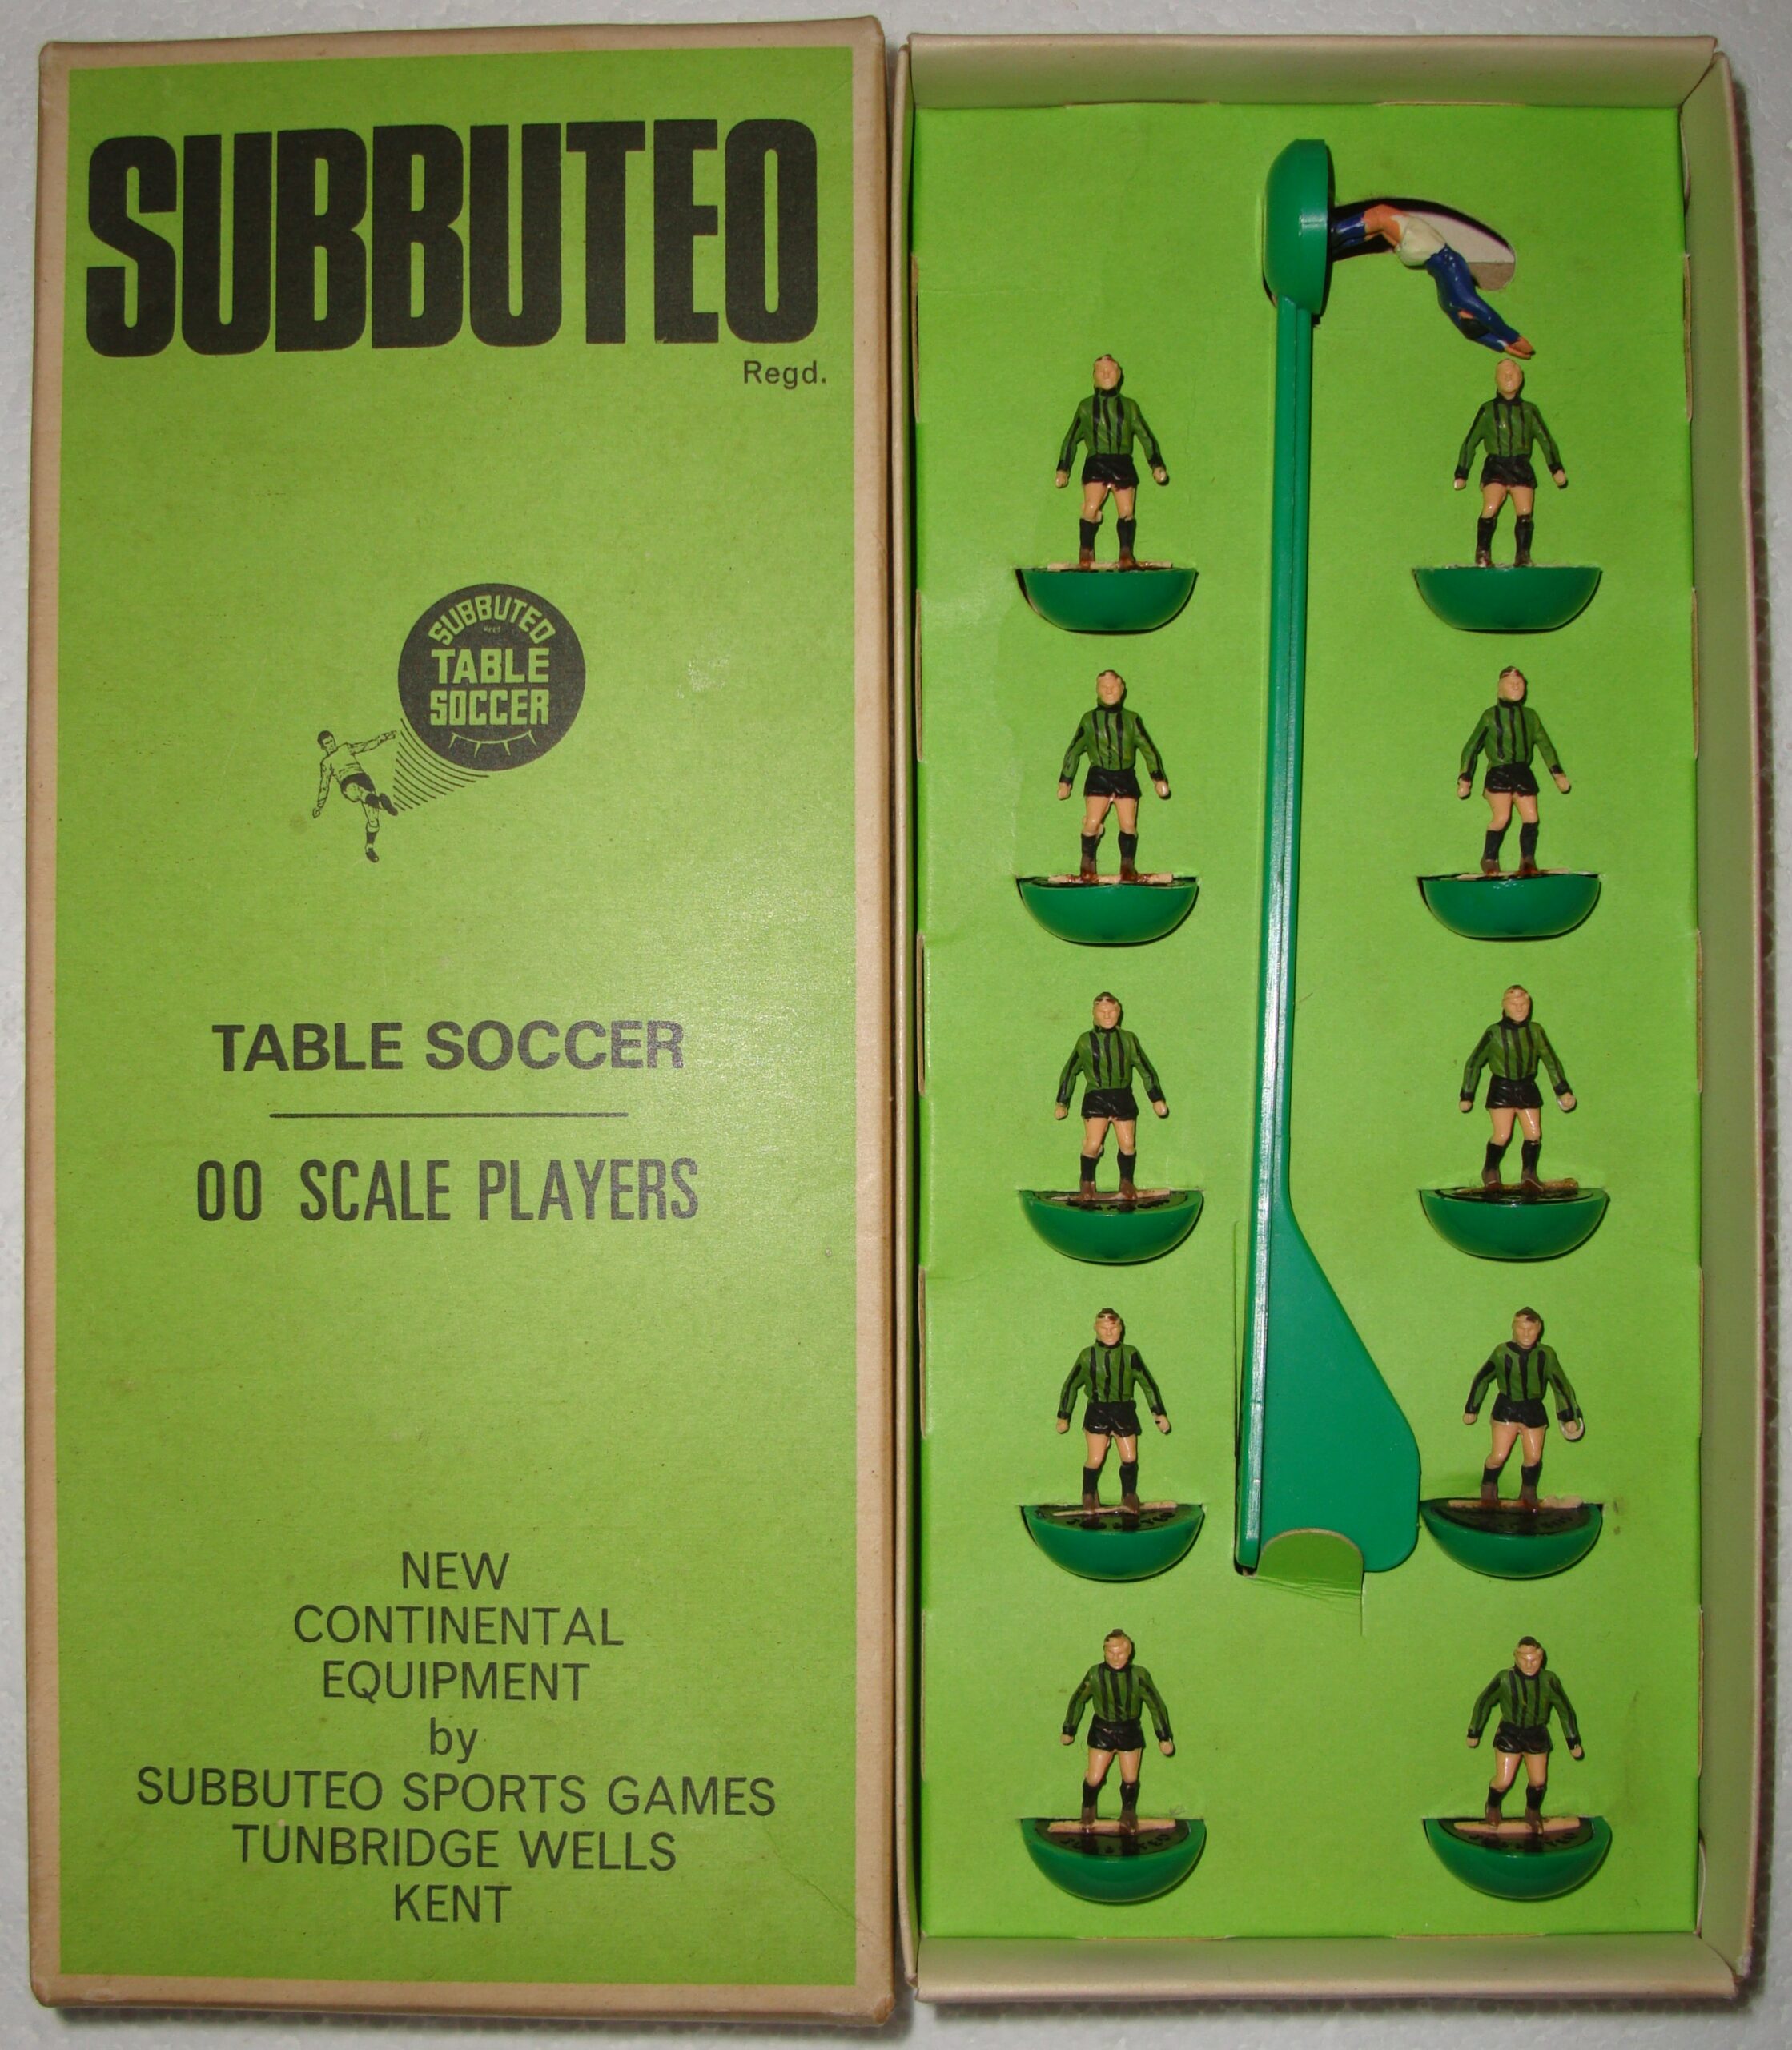 SUBBUTEO
Regd.
SUBBUTEO
TABLE
SOCCER
TABLE SOCCER
00 SCALE PLAYERS
NEW
CONTINENTAL
EQUIPMENT
by
SUBBUTEO SPORTS GAMES
TUNBRIDGE WELLS
KENT